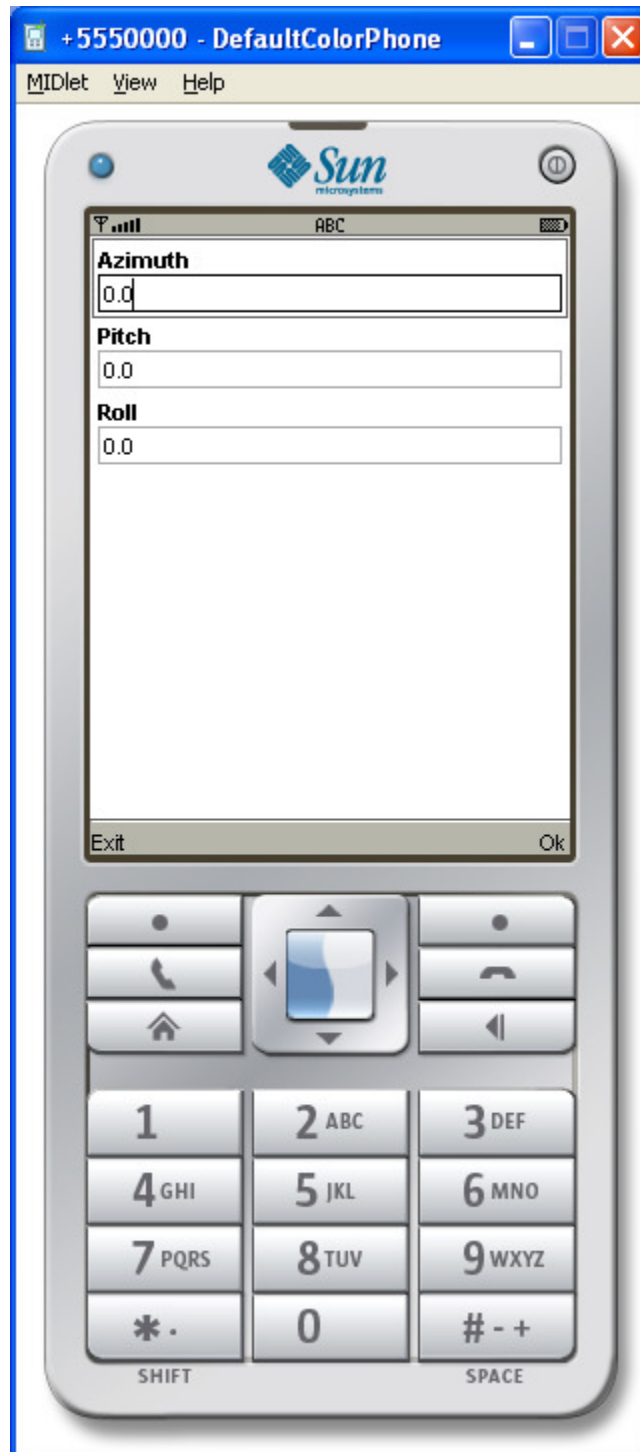 +5550000 - DefaultColorPhone
MIDlet View Help
Sun
microsystems
ABC
Azimuth
0.0
Pitch
0.0
Roll
0.0
Exit Ok
1 2 ABC 3 DEF
4 GHI 5 JKL 6 MNO
7 PQRS 8 TUV 9 WXYZ
* . 0 # - +
SHIFT SPACE